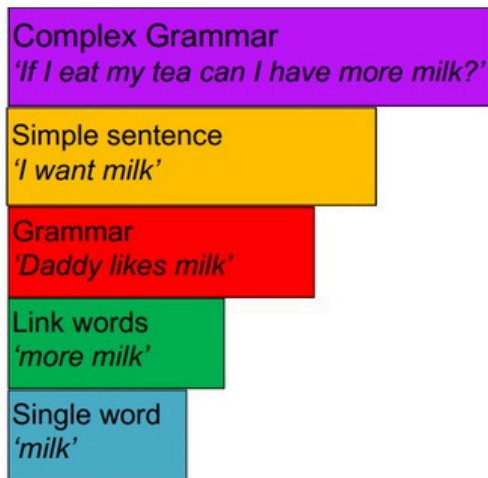 Complex Grammar
‘If I eat my tea can I have more milk?’
Simple sentence
‘I want milk’
Grammar
‘Daddy likes milk’
Link words
‘more milk’
Single word
‘milk’